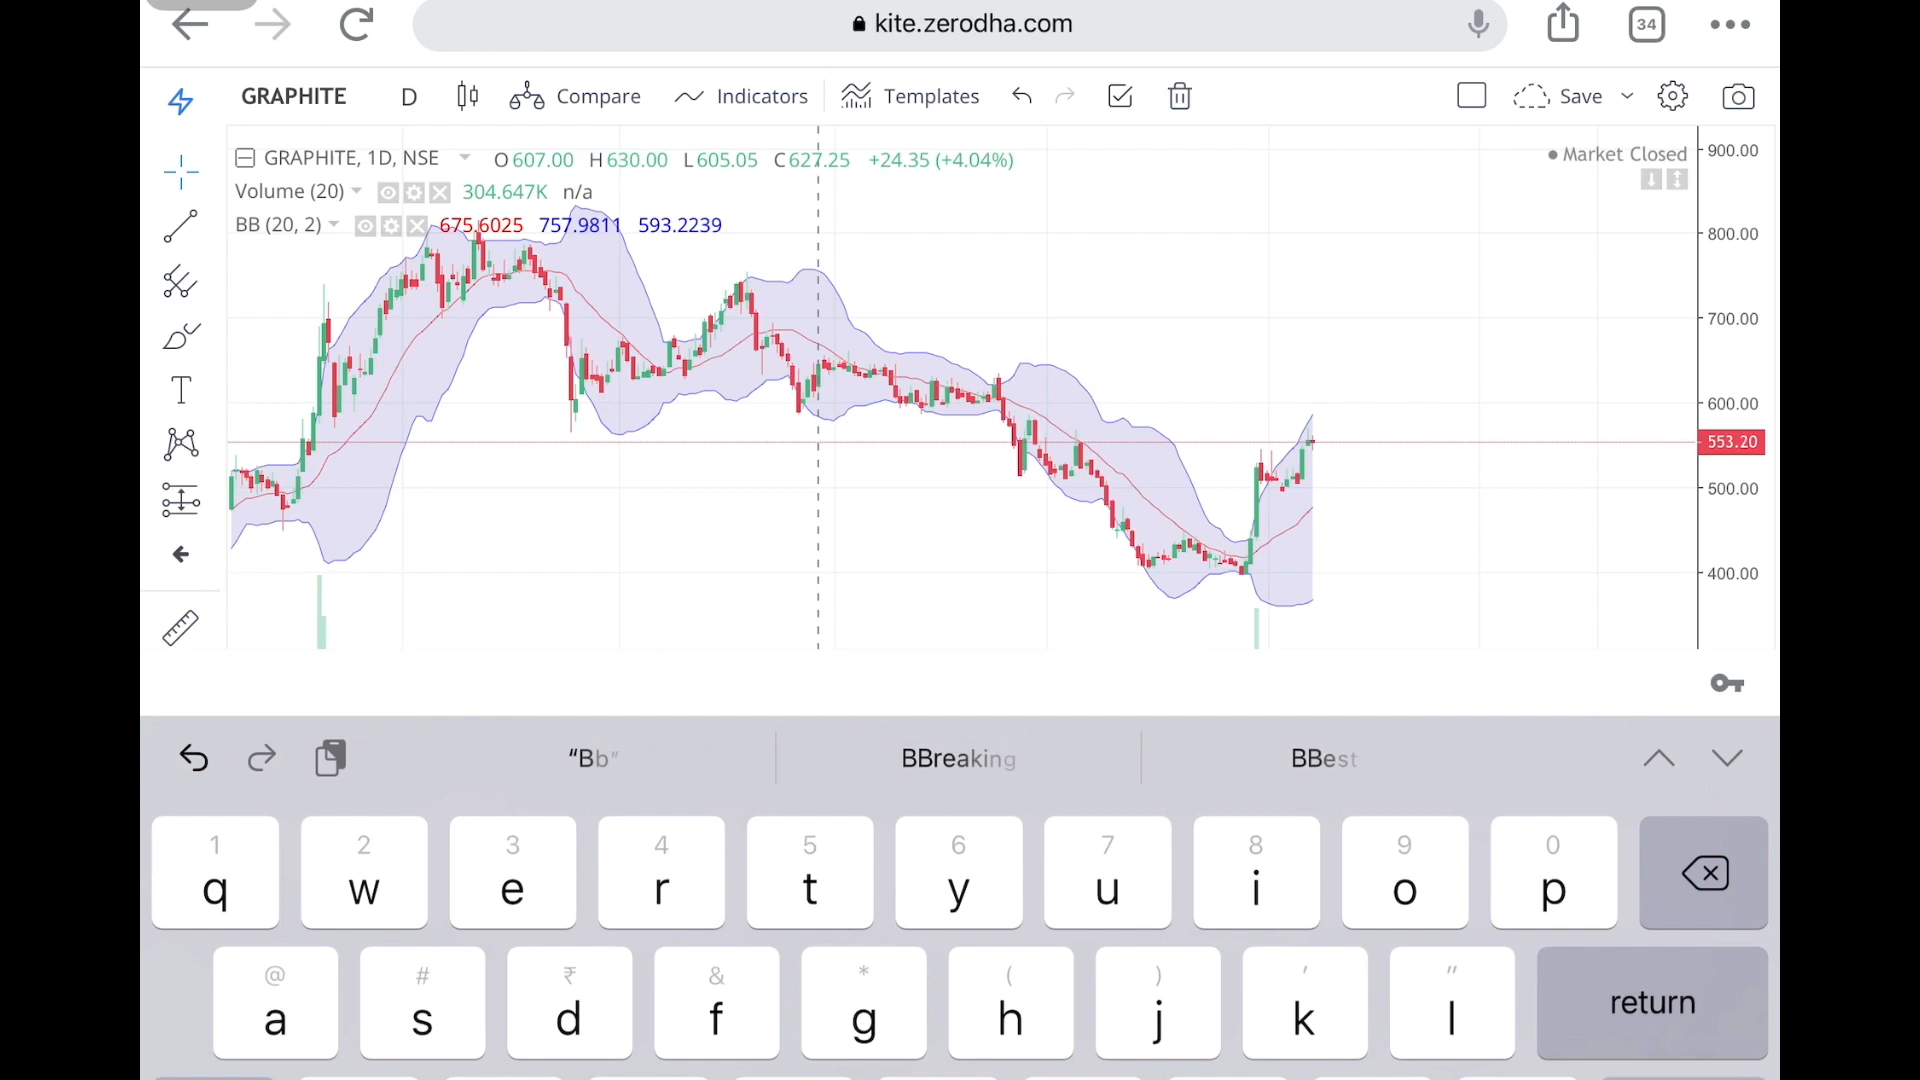 kite.zerodha.com
34
GRAPHITE D Compare Indicators Templates Save
GRAPHITE, 1D, NSE O 607.00 H 630.00 L 605.05 C 627.25 +24.35 (+4.04%)
Market Closed
Volume (20) 304.647K n/a
BB (20, 2) 675.6025 757.9811 593.2239
900.00
800.00
700.00
600.00
553.20
500.00
400.00
“Bb” BBreaking BBest
1 2 3 4 5 6 7 8 9 0
q w e r t y u i o p
@ # ₹ & * ( ) ' "
a s d f g h j k l return